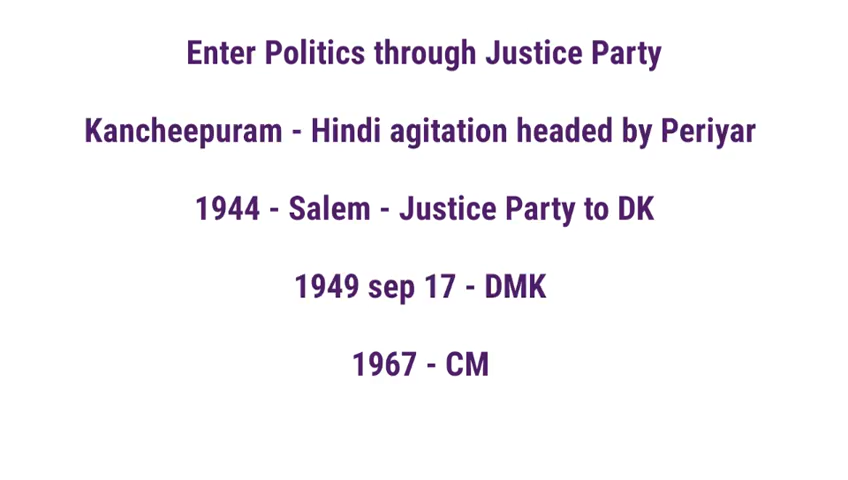 Enter Politics through Justice Party
Kancheepuram - Hindi agitation headed by Periyar
1944 - Salem - Justice Party to DK
1949 sep 17 - DMK
1967 - CM